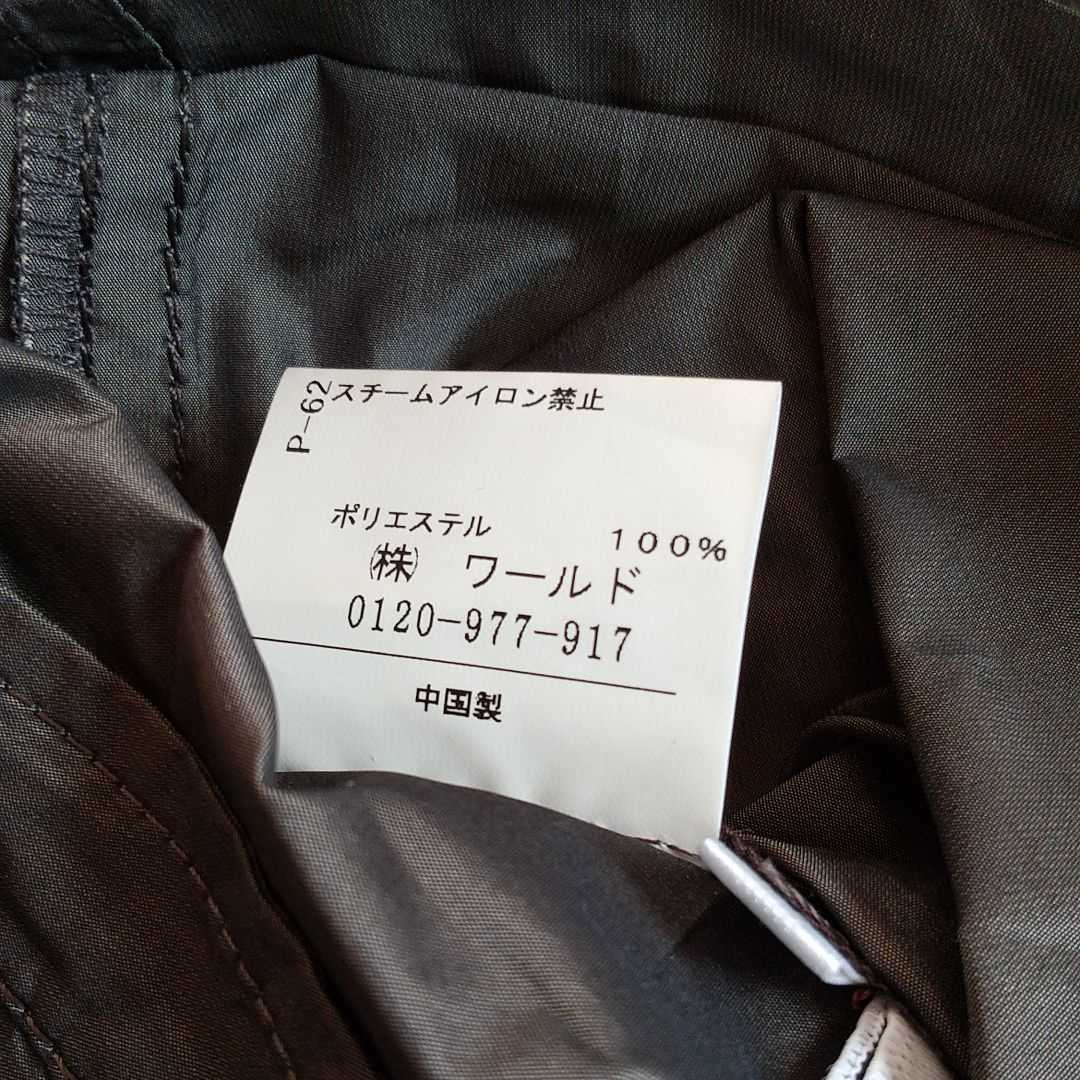 P-62
スチームアイロン禁止
ポリエステル 100%
㈱ ワールド
0120-977-917
中国製